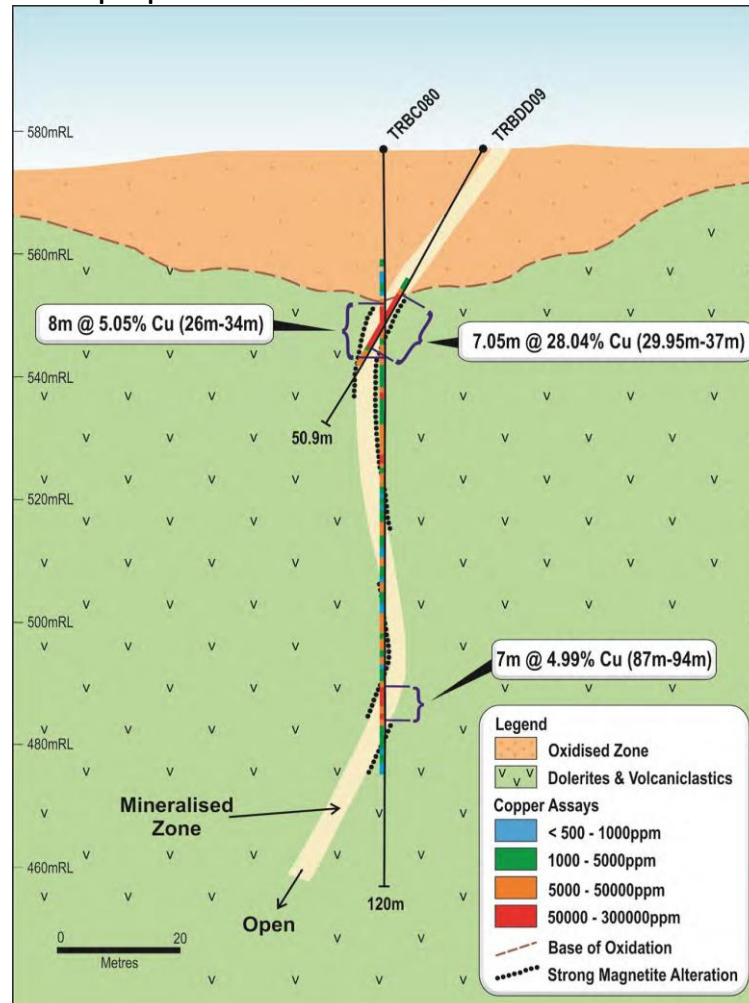 TRBC080
TRBDD09
580mRL
560mRL
8m @ 5.05% Cu (26m-34m)
7.05m @ 28.04% Cu (29.95m-37m)
540mRL
50.9m
520mRL
500mRL
7m @ 4.99% Cu (87m-94m)
480mRL
Mineralised
Zone
460mRL
Open
120m
0 20
Metres
Legend
Oxidised Zone
Dolerites & Volcaniclastics
Copper Assays
< 500 - 1000ppm
1000 - 5000ppm
5000 - 50000ppm
50000 - 300000ppm
Base of Oxidation
Strong Magnetite Alteration